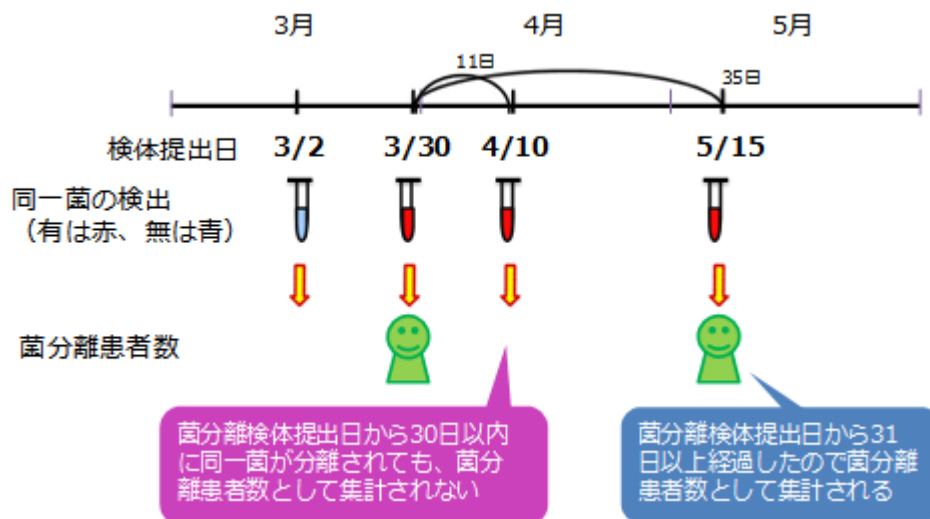 3月 4月 5月
11日
35日
検体提出日 3/2 3/30 4/10 5/15
同一菌の検出
（有は赤、無は青）
菌分離患者数
菌分離検体提出日から30日以内
に同一菌が分離されても、菌分
離患者数として集計されない
菌分離検体提出日から31
日以上経過したので菌分離
患者数として集計される